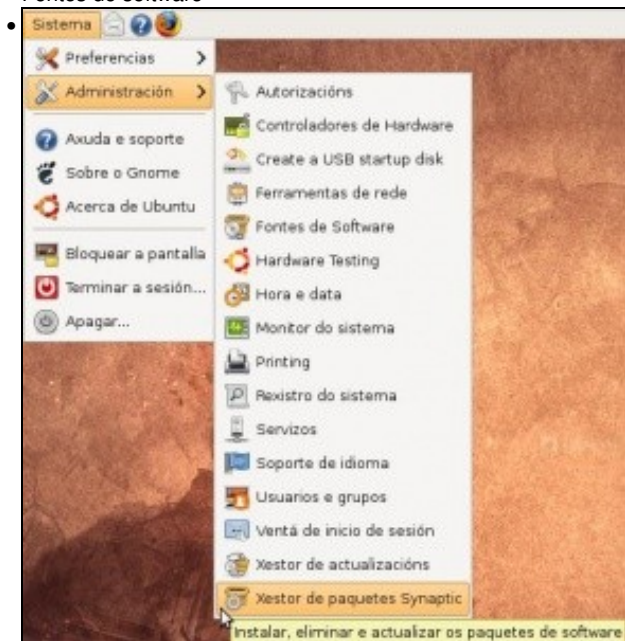 Fontes de software
Sistema
Preferencias
Administración
Axuda e soporte
Sobre o Gnome
Acerca de Ubuntu
Bloquear a pantalla
Terminar a sesión...
Apagar...
Autorizacións
Controladores de Hardware
Create a USB startup disk
Ferramentas de rede
Fontes de Software
Hardware Testing
Hora e data
Monitor do sistema
Printing
Rexistro do sistema
Servizos
Soporte de idioma
Usuarios e grupos
Ventá de inicio de sesión
Xestor de actualizacións
Xestor de paquetes Synaptic
Instalar, eliminar e actualizar os paquetes de software